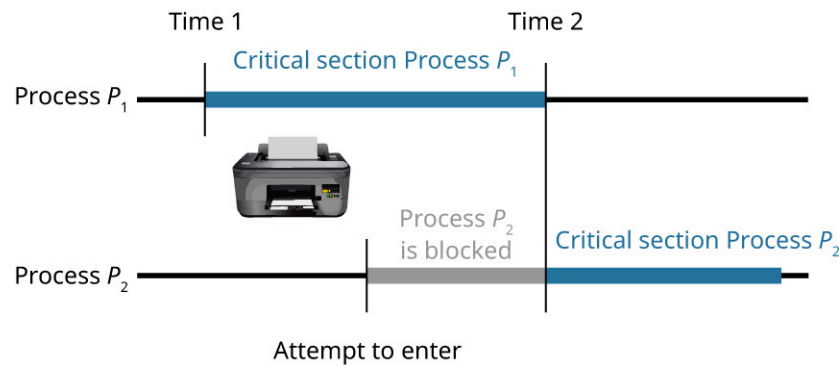 Time 1
Time 2
Critical section Process P₁
Process P₁
Process P₂
is blocked
Critical section Process P₂
Process P₂
Attempt to enter